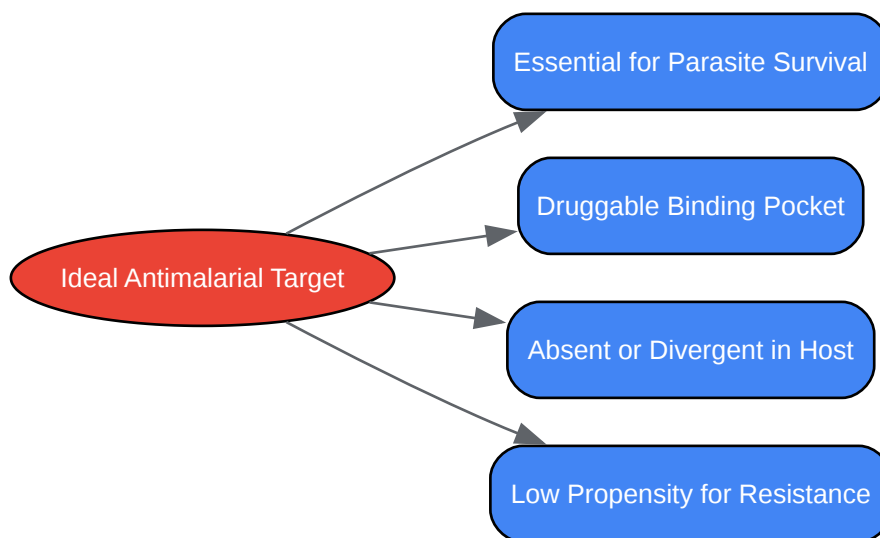 Essential for Parasite Survival
Druggable Binding Pocket
Ideal Antimalarial Target
Absent or Divergent in Host
Low Propensity for Resistance